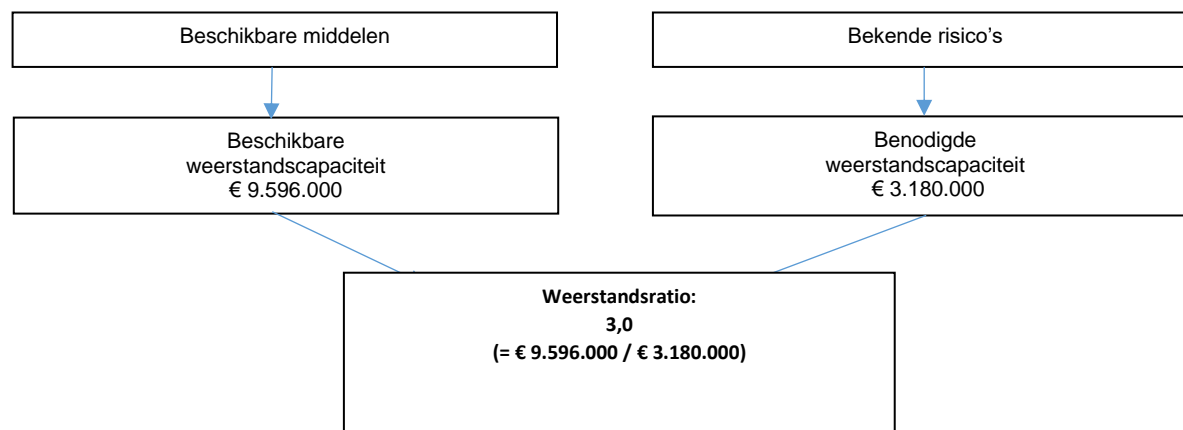 Beschikbare middelen
Bekende risico's
Beschikbare
weerstandscapaciteit
€ 9.596.000
Benodigde
weerstandscapaciteit
€ 3.180.000
Weerstandsratio:
3,0
(= € 9.596.000 / € 3.180.000)